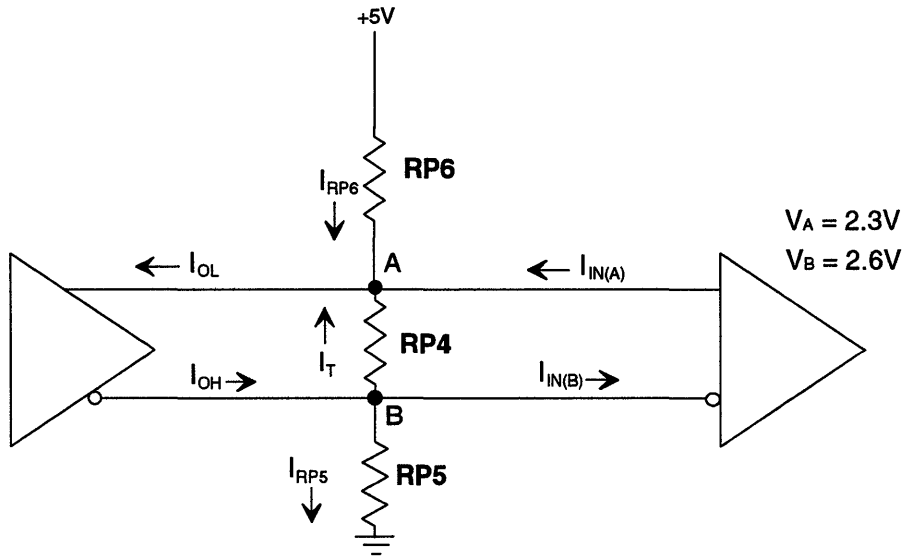 +5V
RP6
IRP6
VA = 2.3V
VB = 2.6V
IOL
A
IIN(A)
RP4
IT
IOH
IIN(B)
B
RP5
IRP5